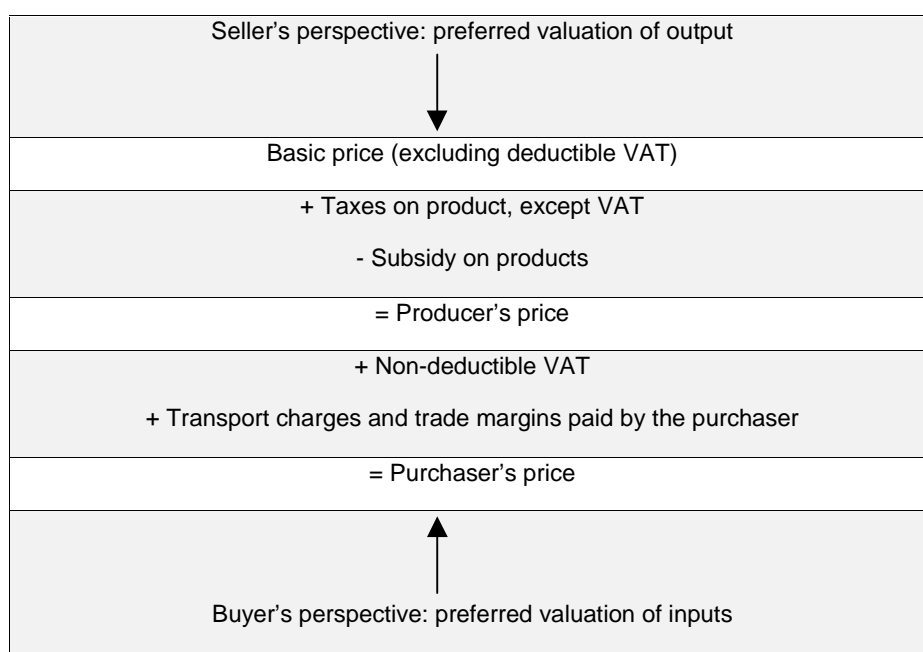 Seller’s perspective: preferred valuation of output
Basic price (excluding deductible VAT)
+ Taxes on product, except VAT
- Subsidy on products
= Producer’s price
+ Non-deductible VAT
+ Transport charges and trade margins paid by the purchaser
= Purchaser’s price
Buyer’s perspective: preferred valuation of inputs